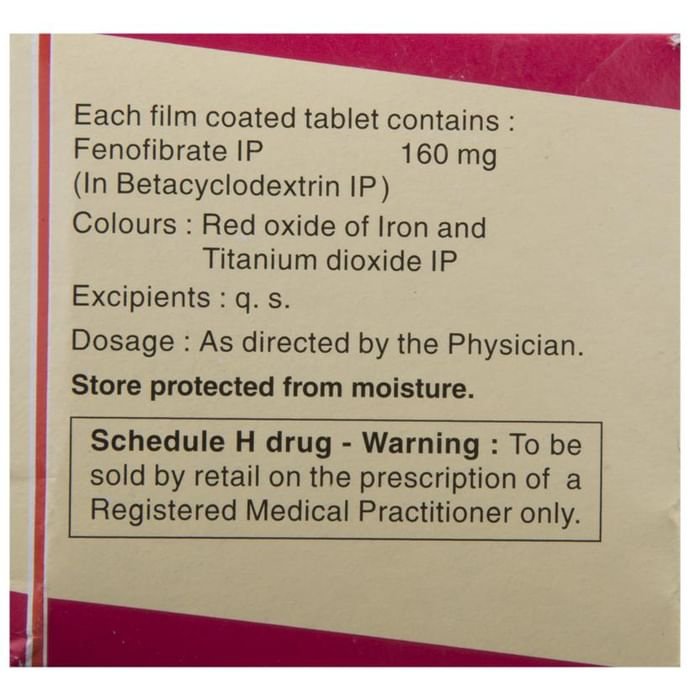 Each film coated tablet contains :
Fenofibrate IP 160 mg
(In Betacyclodextrin IP)
Colours : Red oxide of Iron and
Titanium dioxide IP
Excipients : q. s.
Dosage : As directed by the Physician.
Store protected from moisture.
Schedule H drug - Warning : To be
sold by retail on the prescription of a
Registered Medical Practitioner only.